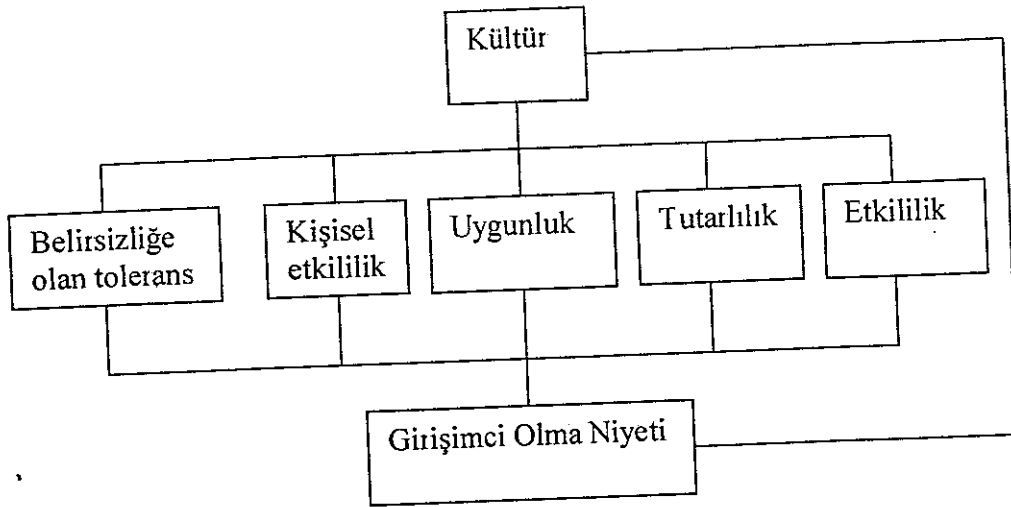 Kültür
Belirsizliğe
olan tolerans
Kişisel
etkililik
Uygunluk
Tutarlılık
Etkililik
Girişimci Olma Niyeti